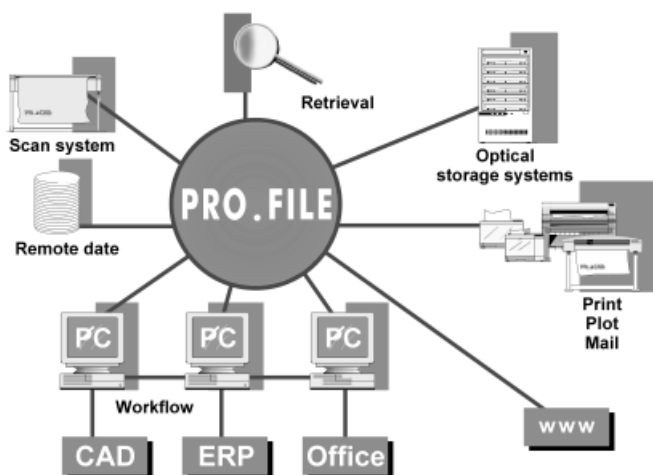 Retrieval
Scan system
Optical
storage systems
PRO.FILE
Remote date
Print
Plot
Mail
PC
PC
PC
Workflow
www
CAD
ERP
Office